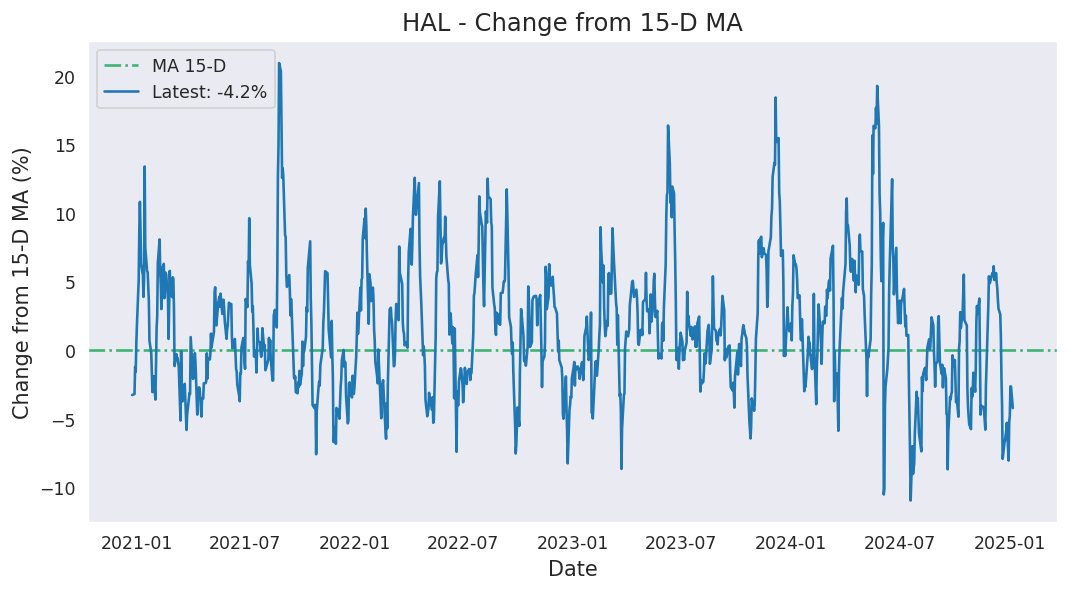 HAL - Change from 15-D MA
MA 15-D
Latest: -4.2%
Change from 15-D MA (%)
20
15
10
5
0
−5
−10
2021-01 2021-07 2022-01 2022-07 2023-01 2023-07 2024-01 2024-07 2025-01
Date